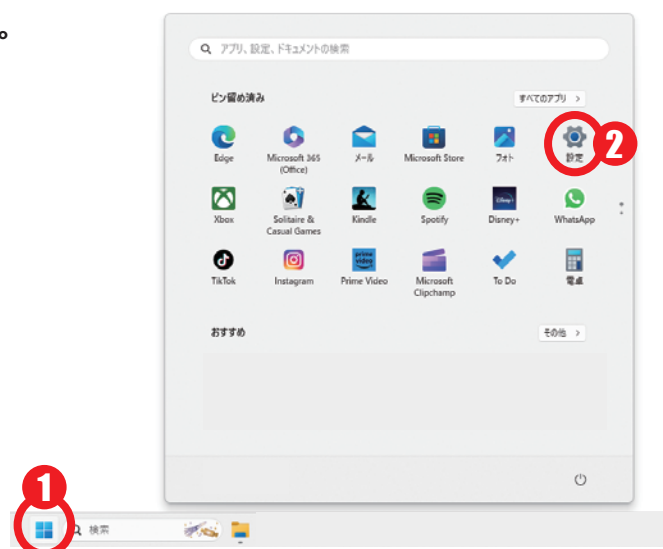 。
アプリ、設定、ドキュメントの検索
ピン留め済み
すべてのアプリ >
Edge
Microsoft 365
(Office)
メール
Microsoft Store
フォト
設定
2
Xbox
Solitaire &
Casual Games
Kindle
Spotify
Disney+
Disney+
WhatsApp
TikTok
Instagram
prime
video
Prime Video
Microsoft
Clipchamp
To Do
電卓
おすすめ
その他 >
1
検索